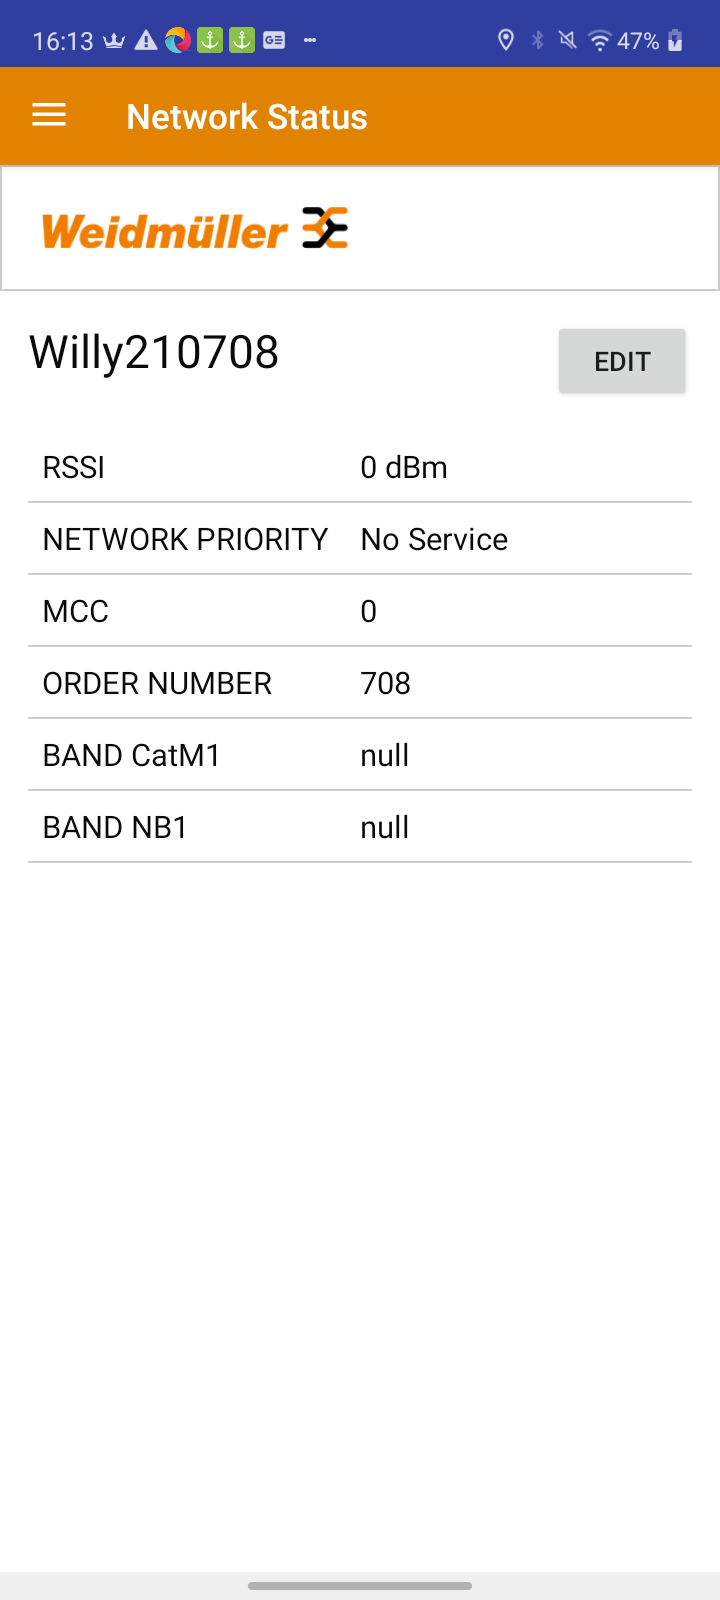 16:13 47%
Network Status
Weidmüller
Willy210708
EDIT
RSSI 0 dBm
NETWORK PRIORITY No Service
MCC 0
ORDER NUMBER 708
BAND CatM1 null
BAND NB1 null